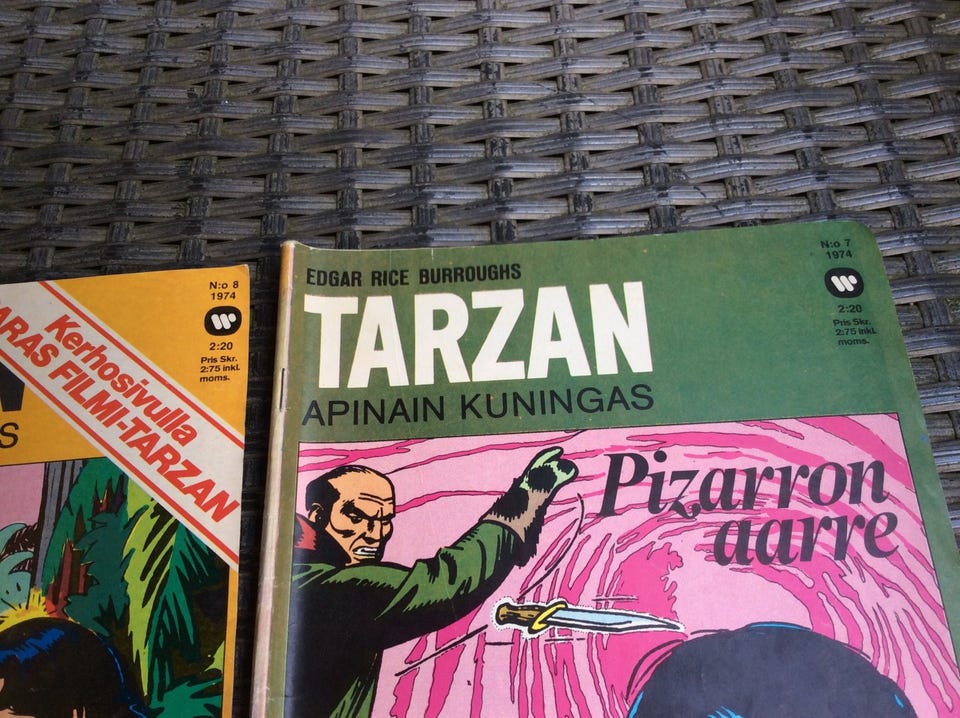 N:o 8
1974
2:20
Pris Skr.
2:75 inkl.
moms.
Kerhosivulla
FILMI-TARZAN
EDGAR RICE BURROUGHS
TARZAN
APINAIN KUNINGAS
N:o 7
1974
2:20
Pris Skr.
2:75 inkl.
moms.
Pizarron
aarre